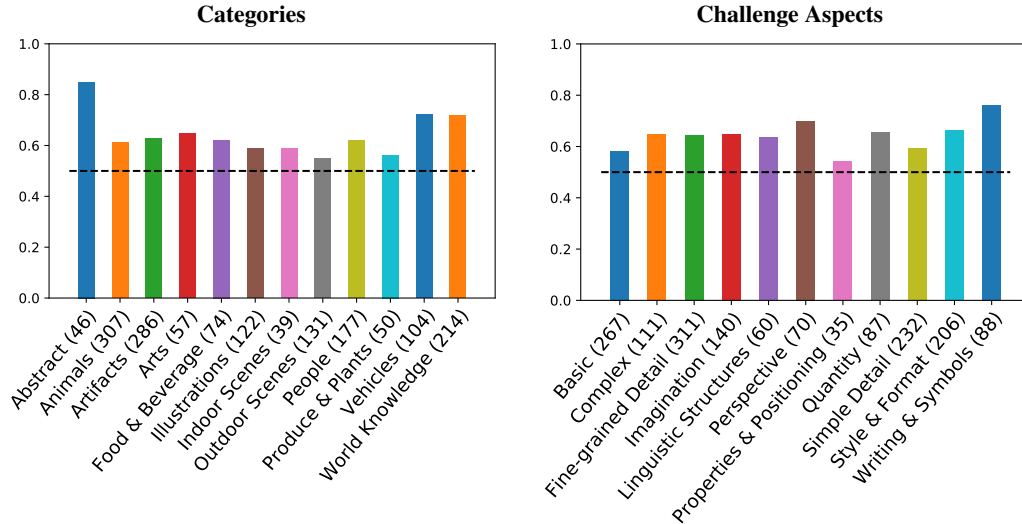 Categories
1.0
0.8
0.6
0.4
0.2
0.0
Abstract (46)
Animals (307)
Artifacts (286)
Arts (57)
Food & Beverage (74)
Illustrations (122)
Indoor Scenes (39)
Outdoor Scenes (131)
People (177)
Produce & Plants (50)
Vehicles (104)
World Knowledge (214)
Challenge Aspects
1.0
0.8
0.6
0.4
0.2
0.0
Basic (267)
Complex (111)
Fine-grained Detail (311)
Imagination (140)
Linguistic Structures (60)
Perspective (70)
Properties & Positioning (35)
Quantity (87)
Simple Detail (232)
Style & Format (206)
Writing & Symbols (88)